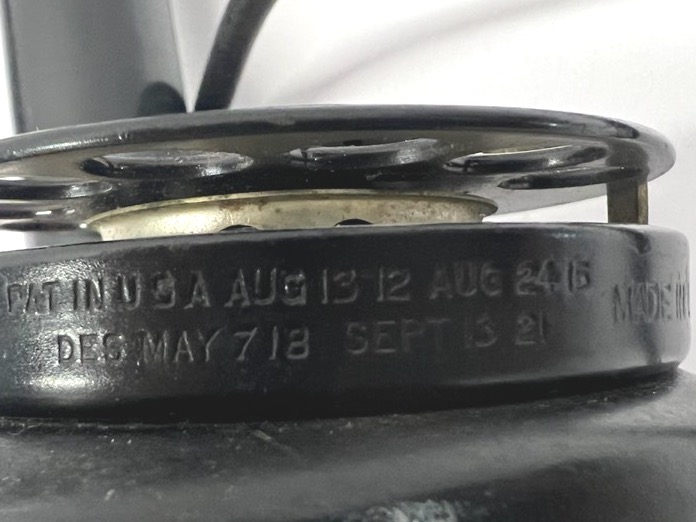 PAT IN U S A AUG 13 12 AUG 24 15
DES MAY 7 18 SEPT 13 21
MADE IN